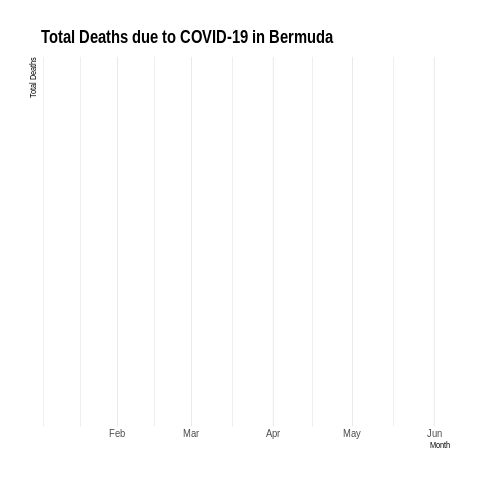 Total Deaths due to COVID-19 in Bermuda
Total Deaths
Feb Mar Apr May Jun
Month